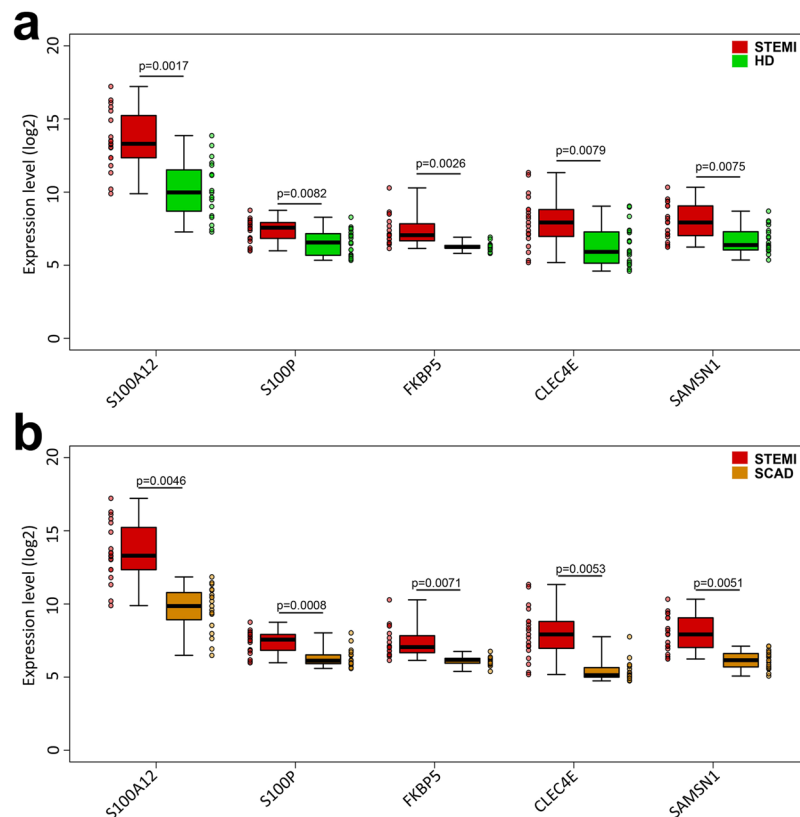 a
20
15
10
5
0
Expression level (log2)
STEMI
HD
p=0.0017
p=0.0082
p=0.0026
p=0.0079
p=0.0075
S100A12
S100P
FKBP5
CLEC4E
SAMSN1
b
20
15
10
5
0
Expression level (log2)
STEMI
SCAD
p=0.0046
p=0.0008
p=0.0071
p=0.0053
p=0.0051
S100A12
S100P
FKBP5
CLEC4E
SAMSN1